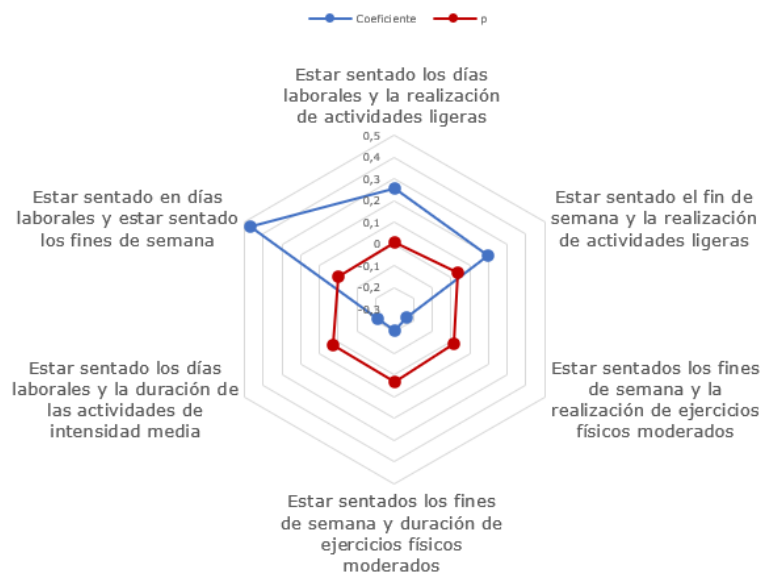 Coeficiente
p
Estar sentado los días
laborales y la realización
de actividades ligeras
0,5
0,4
0,3
0,2
0,1
0
-0,1
-0,2
-0,3
Estar sentado el fin de
semana y la realización
de actividades ligeras
Estar sentados los fines
de semana y la
realización de ejercicios
físicos moderados
Estar sentados los fines
de semana y duración de
ejercicios físicos
moderados
Estar sentado los días
laborales y la duración de
las actividades de
intensidad media
Estar sentado en días
laborales y estar sentado
los fines de semana